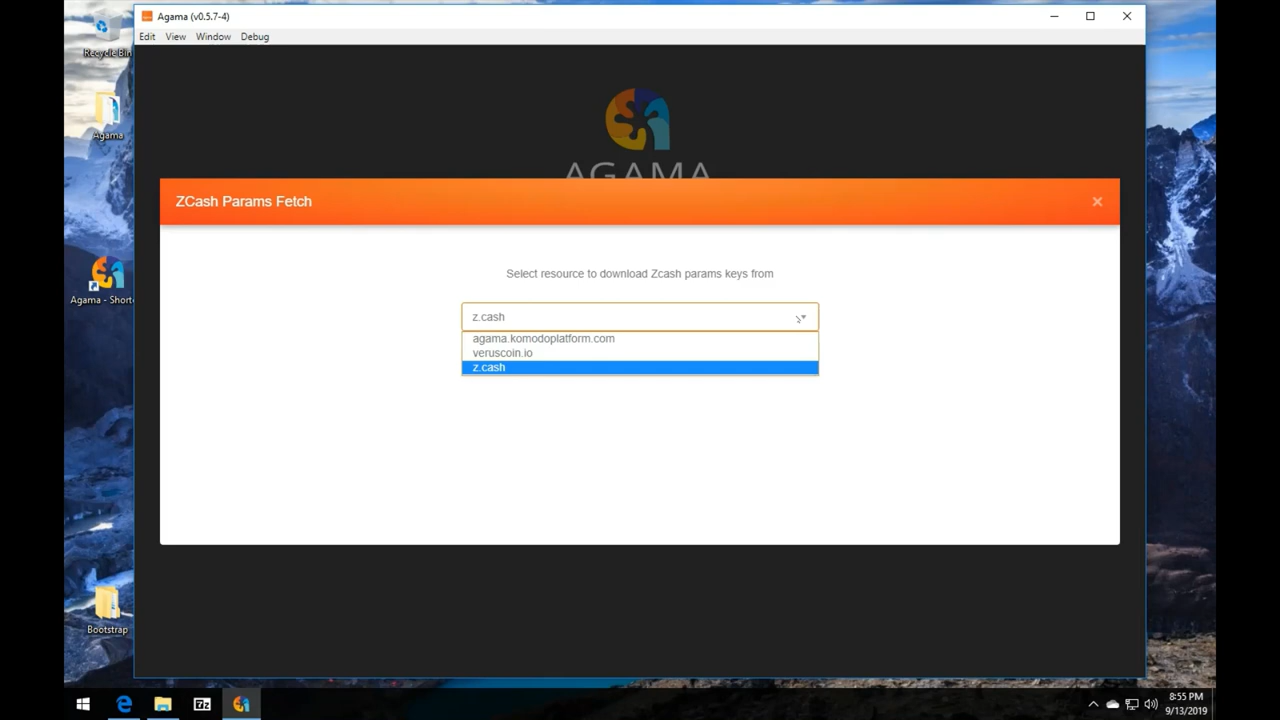 Agama (v0.5.7-4)
Edit View Window Debug
Recycle Bin
Agama
AGAMA
ZCash Params Fetch
Select resource to download Zcash params keys from
z.cash
agama.komodoplatform.com
veruscoin.io
z.cash
Agama - Short
Bootstrap
7z
8:55 PM
9/13/2019